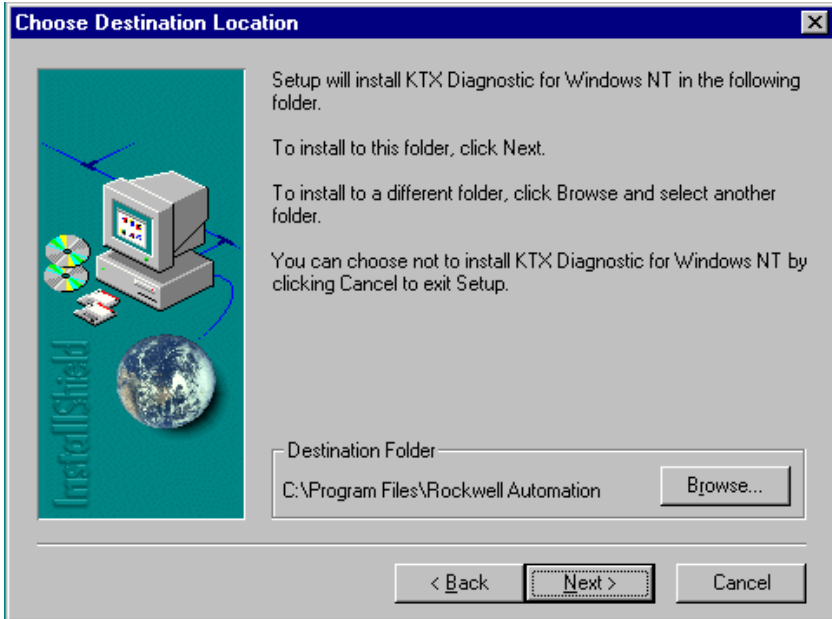 Choose Destination Location
Setup will install KTX Diagnostic for Windows NT in the following
folder.
To install to this folder, click Next.
To install to a different folder, click Browse and select another
folder.
You can choose not to install KTX Diagnostic for Windows NT by
clicking Cancel to exit Setup.
InstallShield
Destination Folder
C:\Program Files\Rockwell Automation
Browse...
< Back
Next >
Cancel